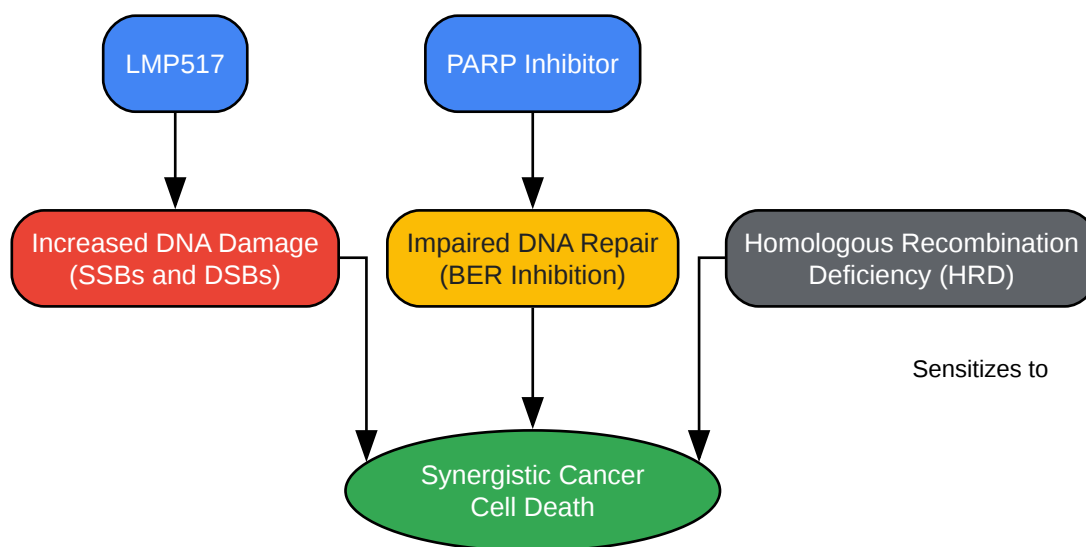 LMP517
PARP Inhibitor
Increased DNA Damage
(SSBs and DSBs)
Impaired DNA Repair
(BER Inhibition)
Homologous Recombination
Deficiency (HRD)
Sensitizes to
Synergistic Cancer
Cell Death